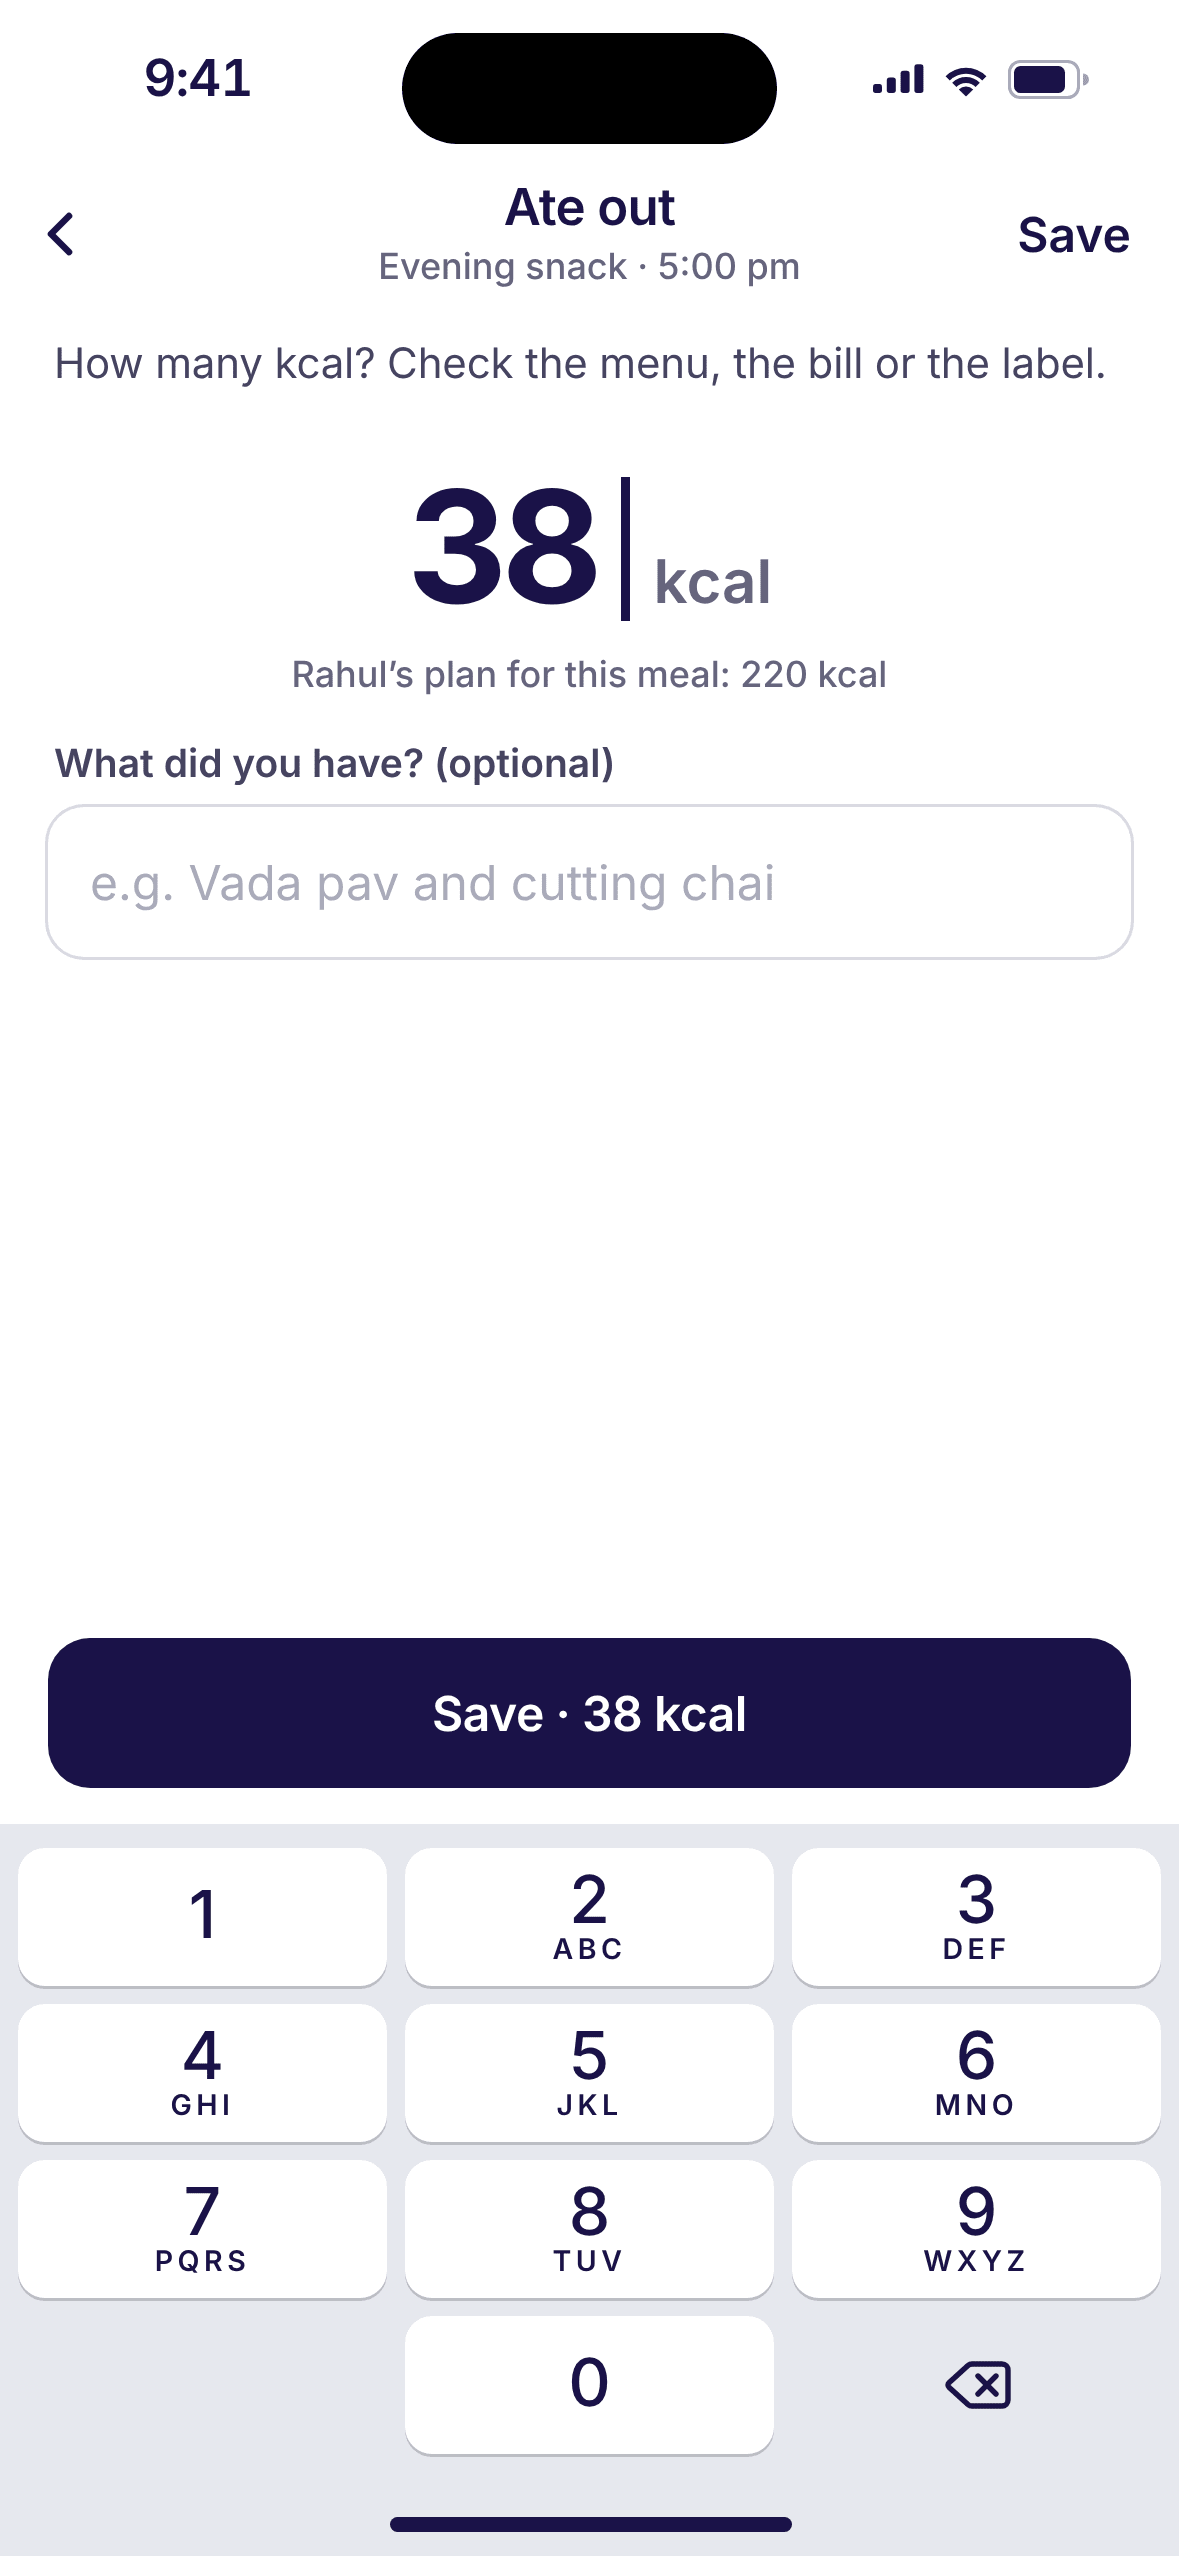 9:41
Ate out
Evening snack · 5:00 pm
Save
How many kcal? Check the menu, the bill or the label.
38 kcal
Rahul’s plan for this meal: 220 kcal
What did you have? (optional)
e.g. Vada pav and cutting chai
Save · 38 kcal
1
2
ABC
3
DEF
4
GHI
5
JKL
6
MNO
7
PQRS
8
TUV
9
WXYZ
0